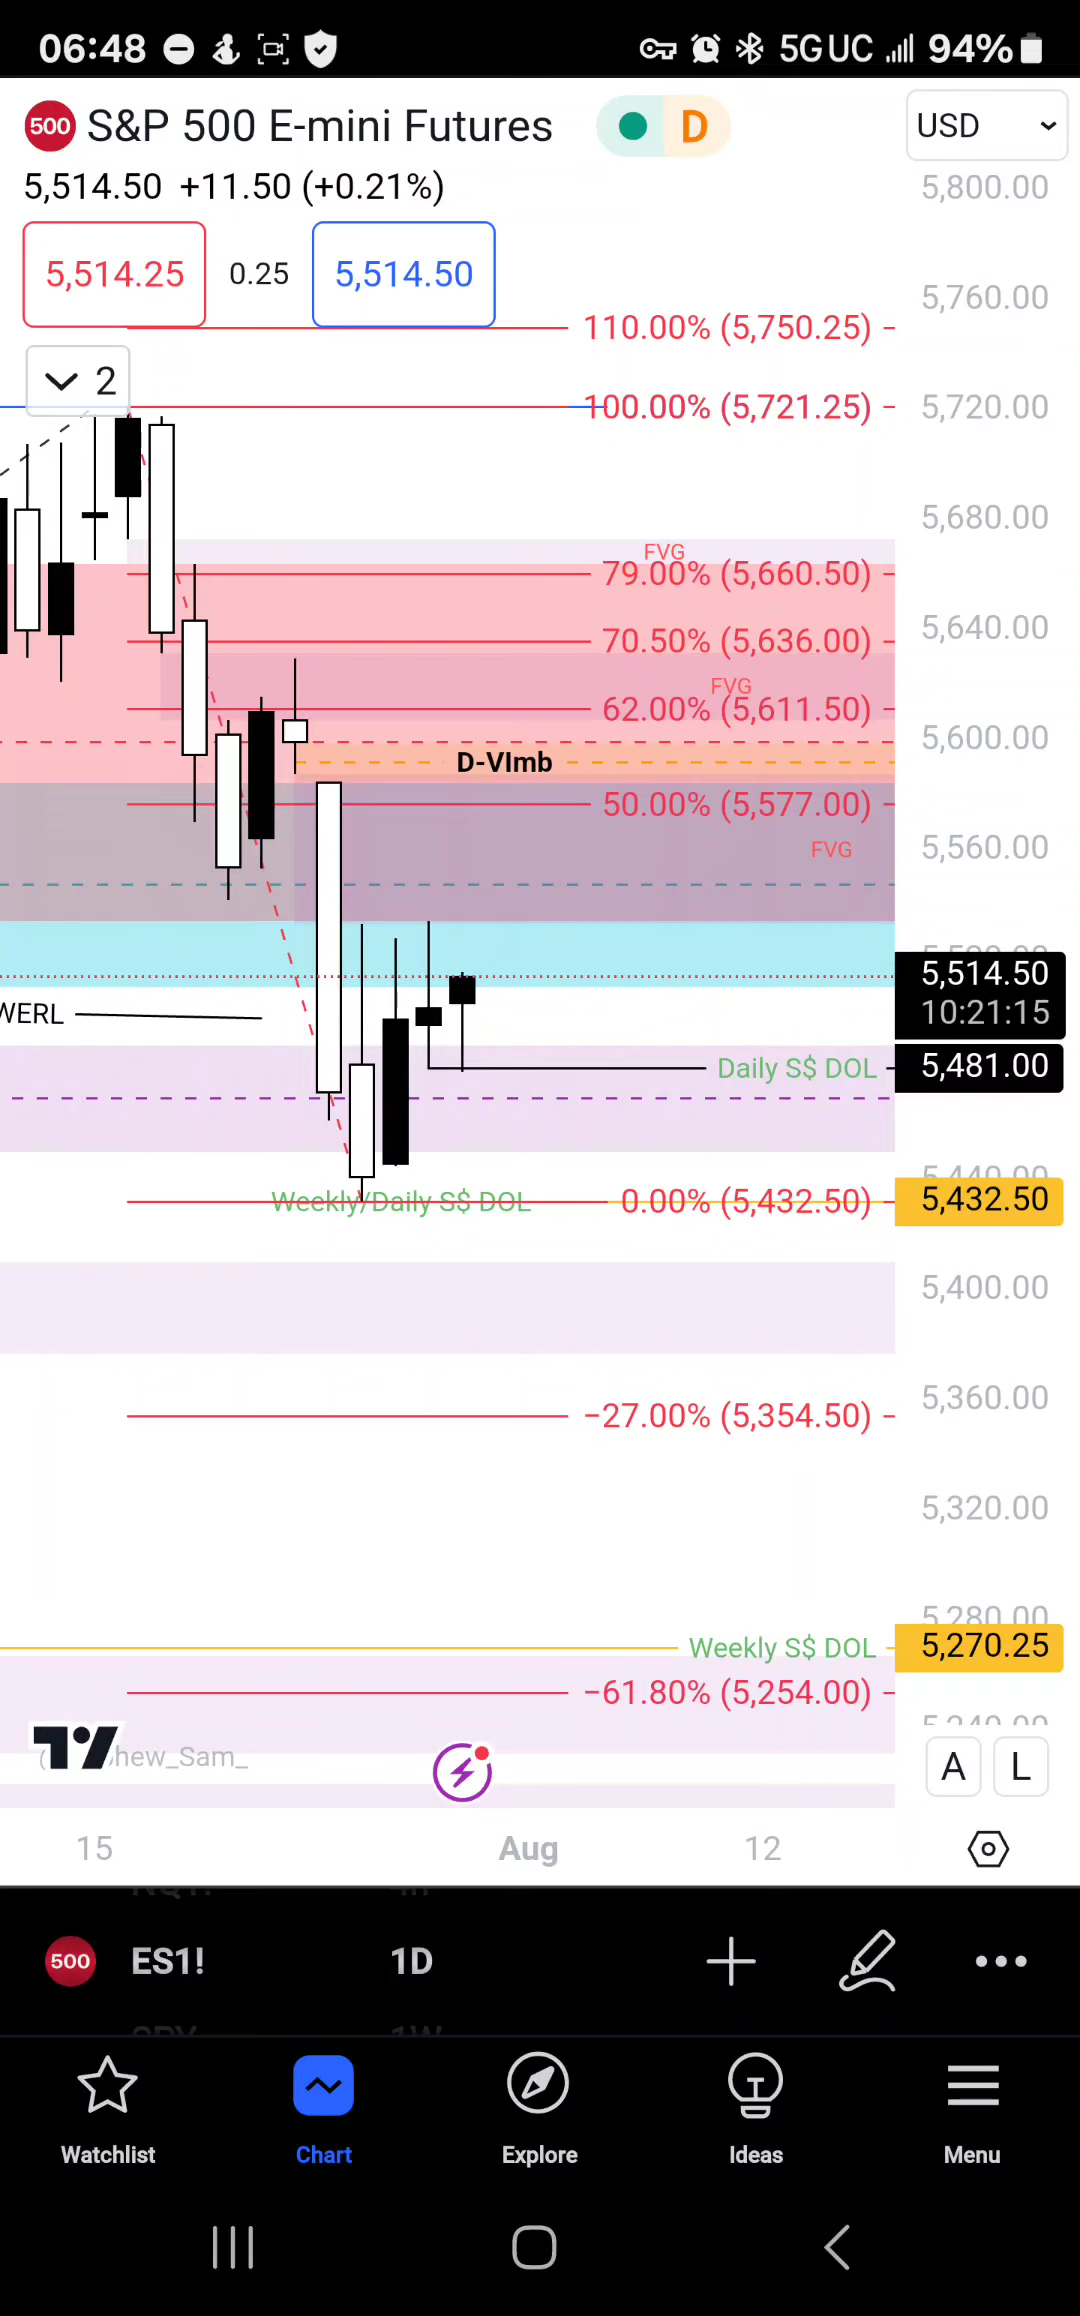 06:48 5G UC 94%
500 S&P 500 E-mini Futures D USD
5,514.50 +11.50 (+0.21%)
5,800.00
5,514.25 0.25 5,514.50
5,760.00
110.00% (5,750.25)
2
100.00% (5,721.25) 5,720.00
5,680.00
FVG
79.00% (5,660.50)
70.50% (5,636.00) 5,640.00
FVG
62.00% (5,611.50)
5,600.00
D-VImb
50.00% (5,577.00)
FVG 5,560.00
5,514.50
10:21:15
WERL
Daily S$ DOL 5,481.00
Weekly/Daily S$ DOL 0.00% (5,432.50) 5,432.50
5,400.00
5,360.00
−27.00% (5,354.50)
5,320.00
5,280.00
Weekly S$ DOL 5,270.25
−61.80% (5,254.00)
hew_Sam_
A L
15 Aug 12
500 ES1! 1D
Watchlist Chart Explore Ideas Menu